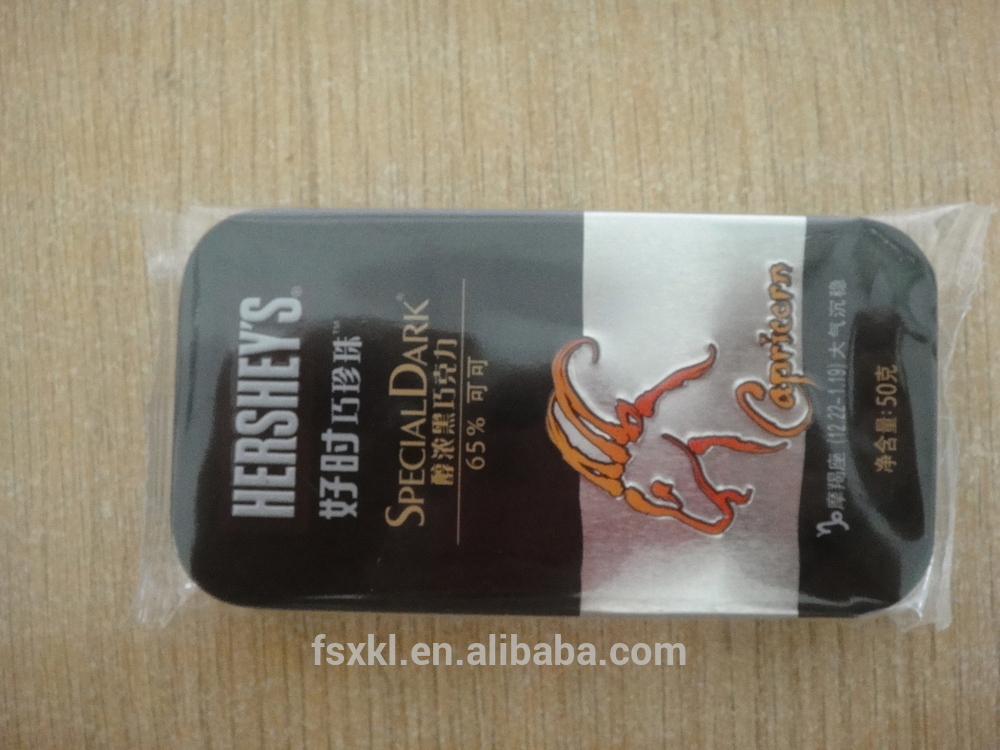 HERSHEY'S®
好时巧珍珠™
SPECIALDARK®
醇浓黑巧克力
65% 可可
Capricorn
♑摩羯座 (12.22-1.19)大气沉稳
净含量:50克
fsxkl.en.alibaba.com